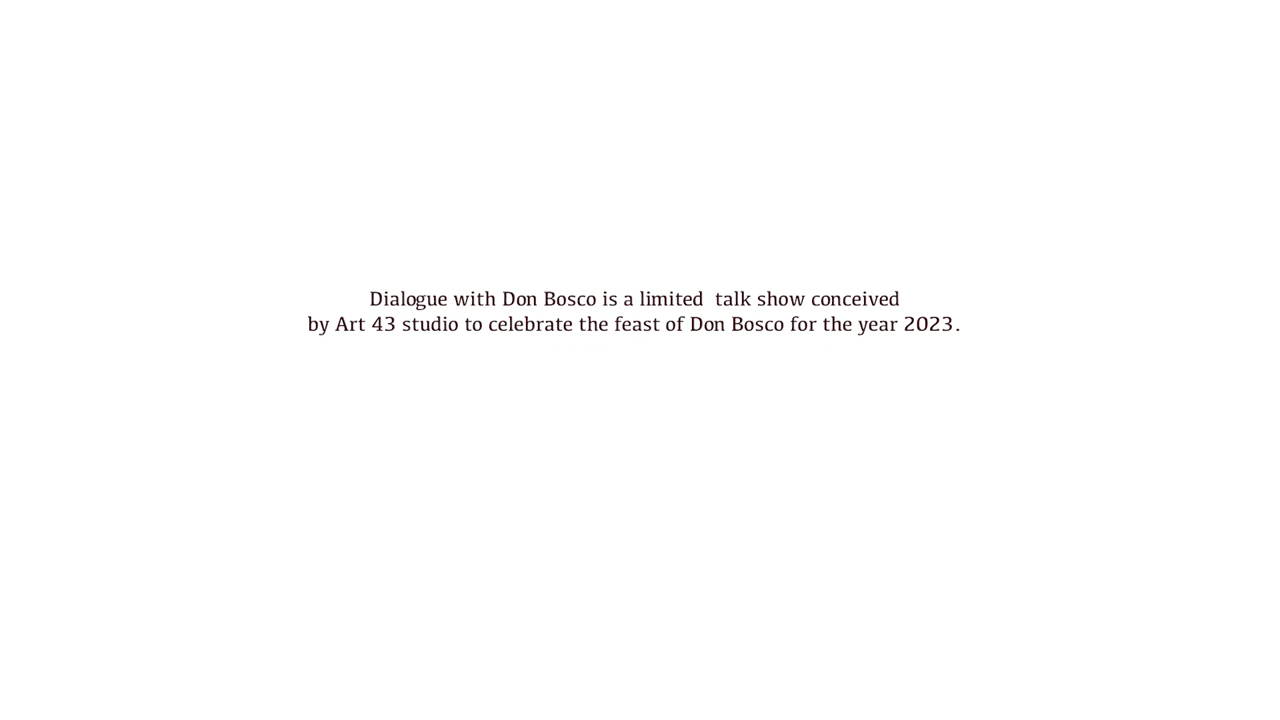 Dialogue with Don Bosco is a limited  talk show conceived
by Art 43 studio to celebrate the feast of Don Bosco for the year 2023.